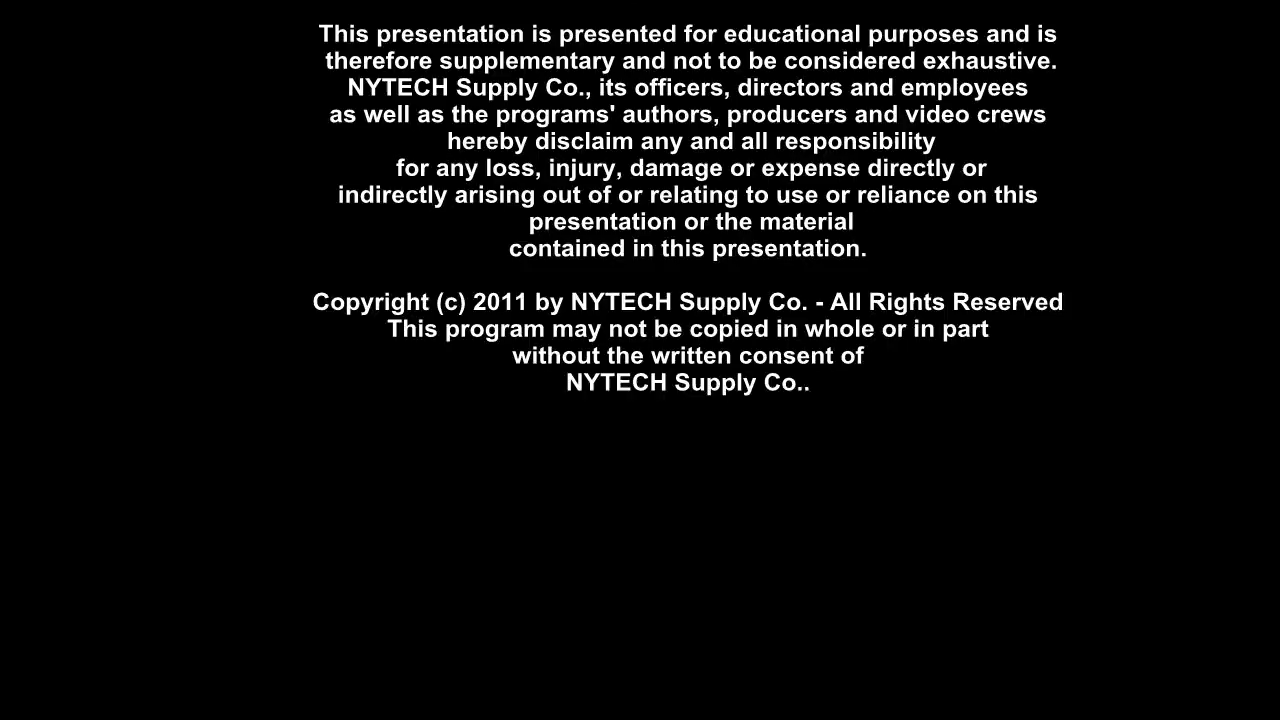 This presentation is presented for educational purposes and is
therefore supplementary and not to be considered exhaustive.
NYTECH Supply Co., its officers, directors and employees
as well as the programs' authors, producers and video crews
hereby disclaim any and all responsibility
for any loss, injury, damage or expense directly or
indirectly arising out of or relating to use or reliance on this
presentation or the material
contained in this presentation.
Copyright (c) 2011 by NYTECH Supply Co. - All Rights Reserved
This program may not be copied in whole or in part
without the written consent of
NYTECH Supply Co..